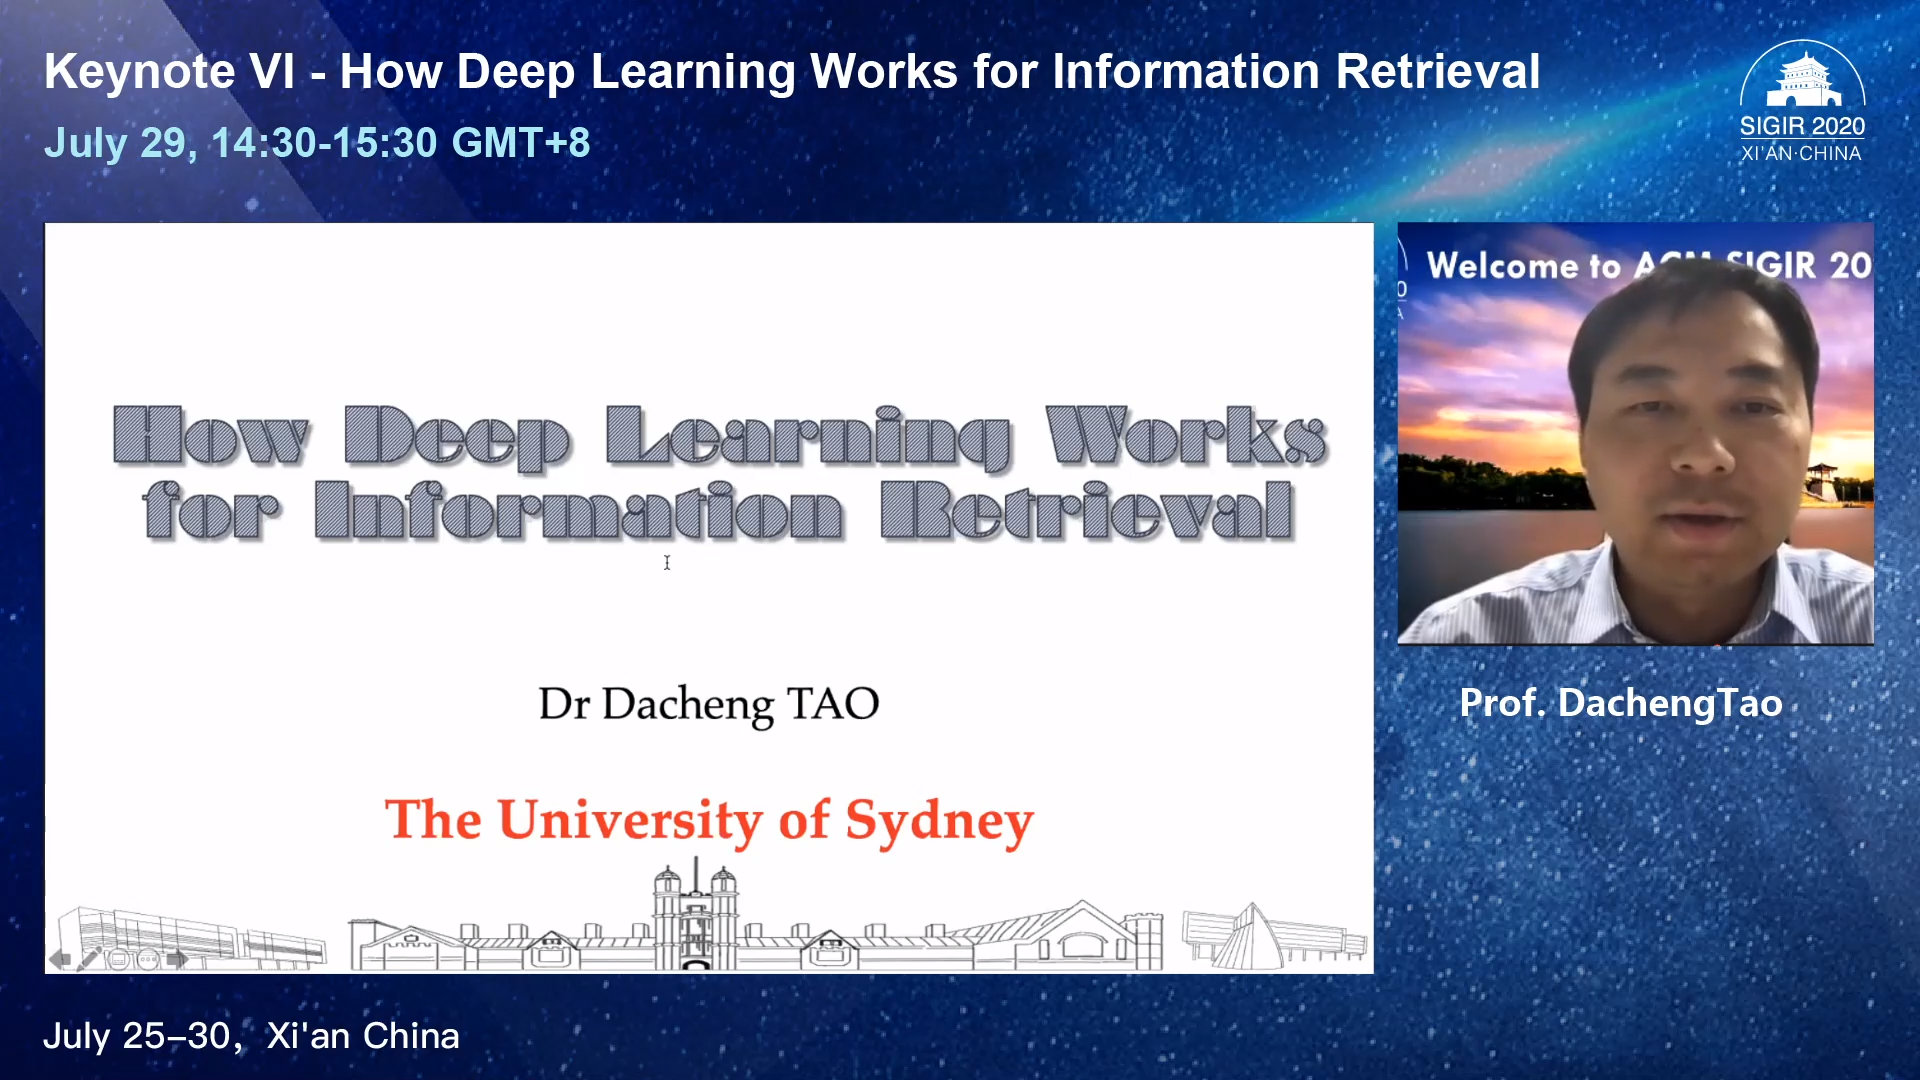 Keynote VI - How Deep Learning Works for Information Retrieval
July 29, 14:30-15:30 GMT+8
SIGIR 2020
XI'AN·CHINA
How Deep Learning Works
for Information Retrieval
Dr Dacheng TAO
The University of Sydney
Welcome to ACM SIGIR 20
0
A
Prof. DachengTao
July 25–30, Xi'an China